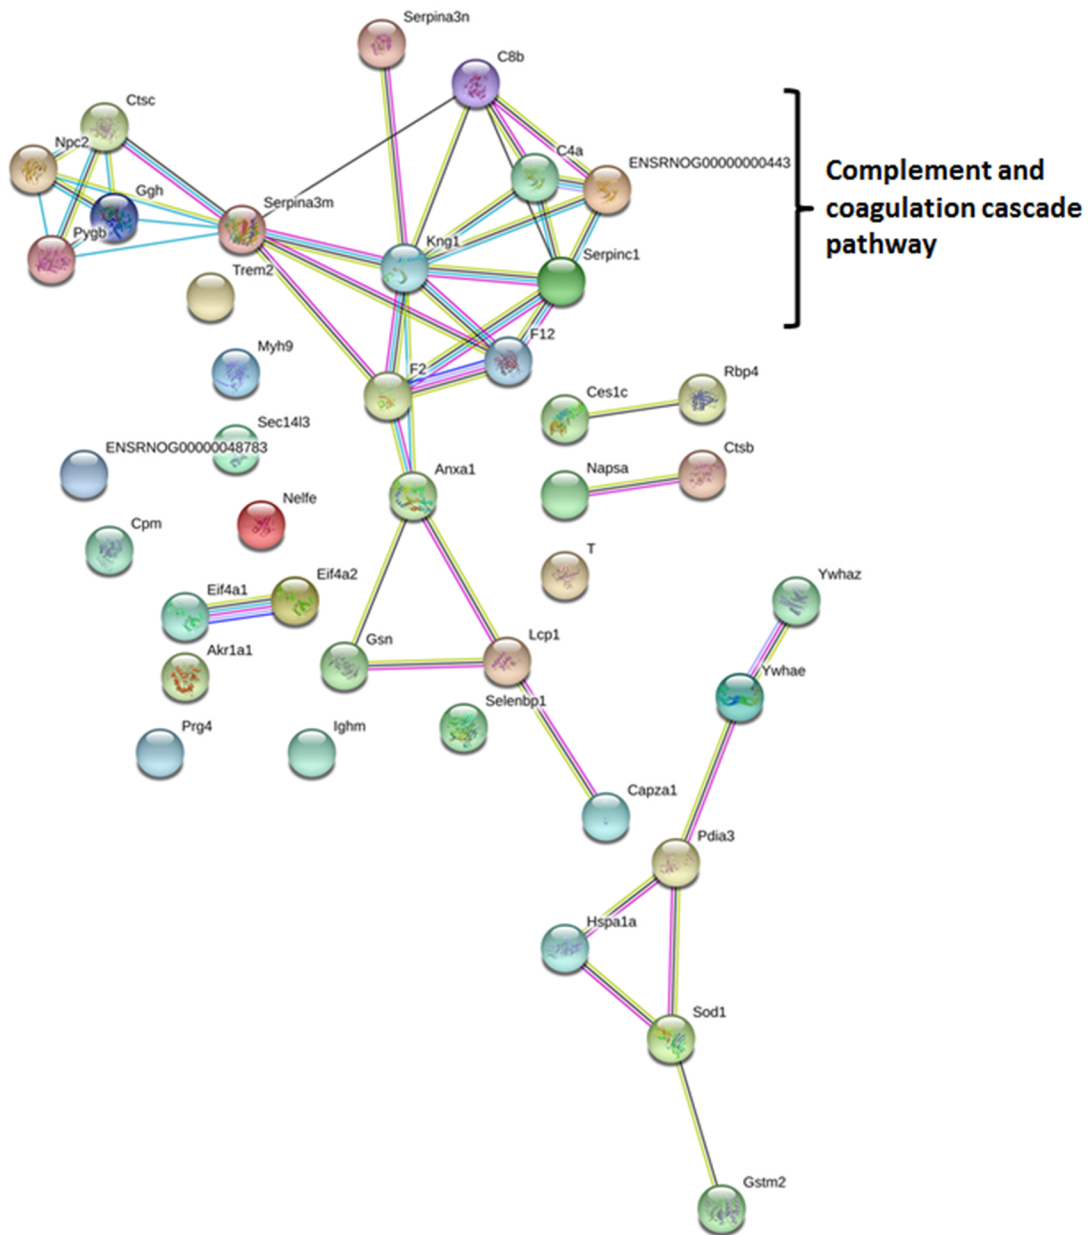 Serpina3n
C8b
Ctsc
Npc2
C4a
ENSRNOG00000000443
Complement and
coagulation cascade
pathway
Ggh
Serpina3m
Pygb
Kng1
Serpinc1
Trem2
F12
Myh9
F2
Rbp4
Ces1c
Sec14l3
ENSRNOG00000048783
Ctsb
Anxa1
Napsa
Nelfe
Cpm
T
Eif4a2
Ywhaz
Eif4a1
Gsn
Lcp1
Akr1a1
Ywhae
Selenbp1
Prg4
Ighm
Capza1
Pdia3
Hspa1a
Sod1
Gstm2